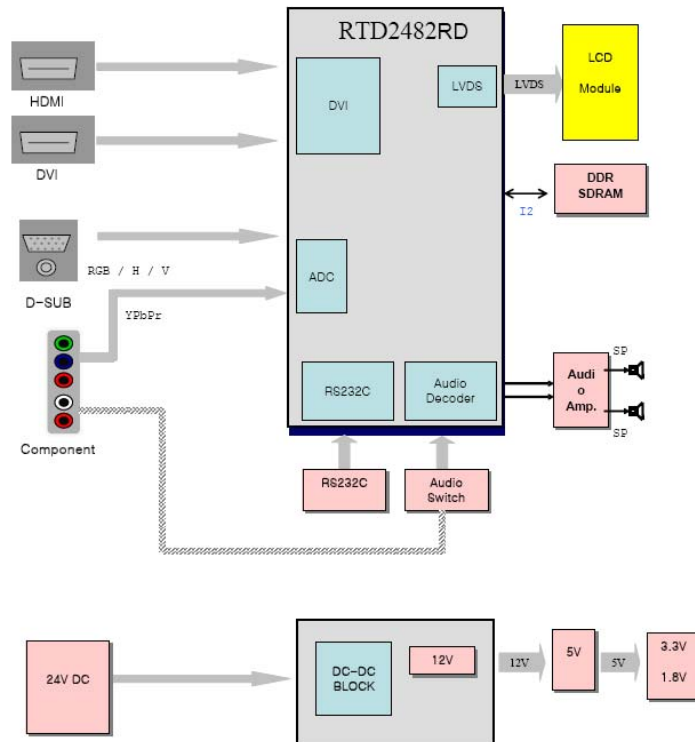 RTD2482RD
HDMI
DVI
LVDS
LVDS
LCD
Module
DVI
DDR
SDRAM
I2
RGB / H / V
D-SUB
ADC
YPbPr
Component
RS232C
Audio
Decoder
Audi
o
Amp.
SP
SP
RS232C
Audio
Switch
24V DC
DC-DC
BLOCK
12V
12V
5V
5V
3.3V
1.8V